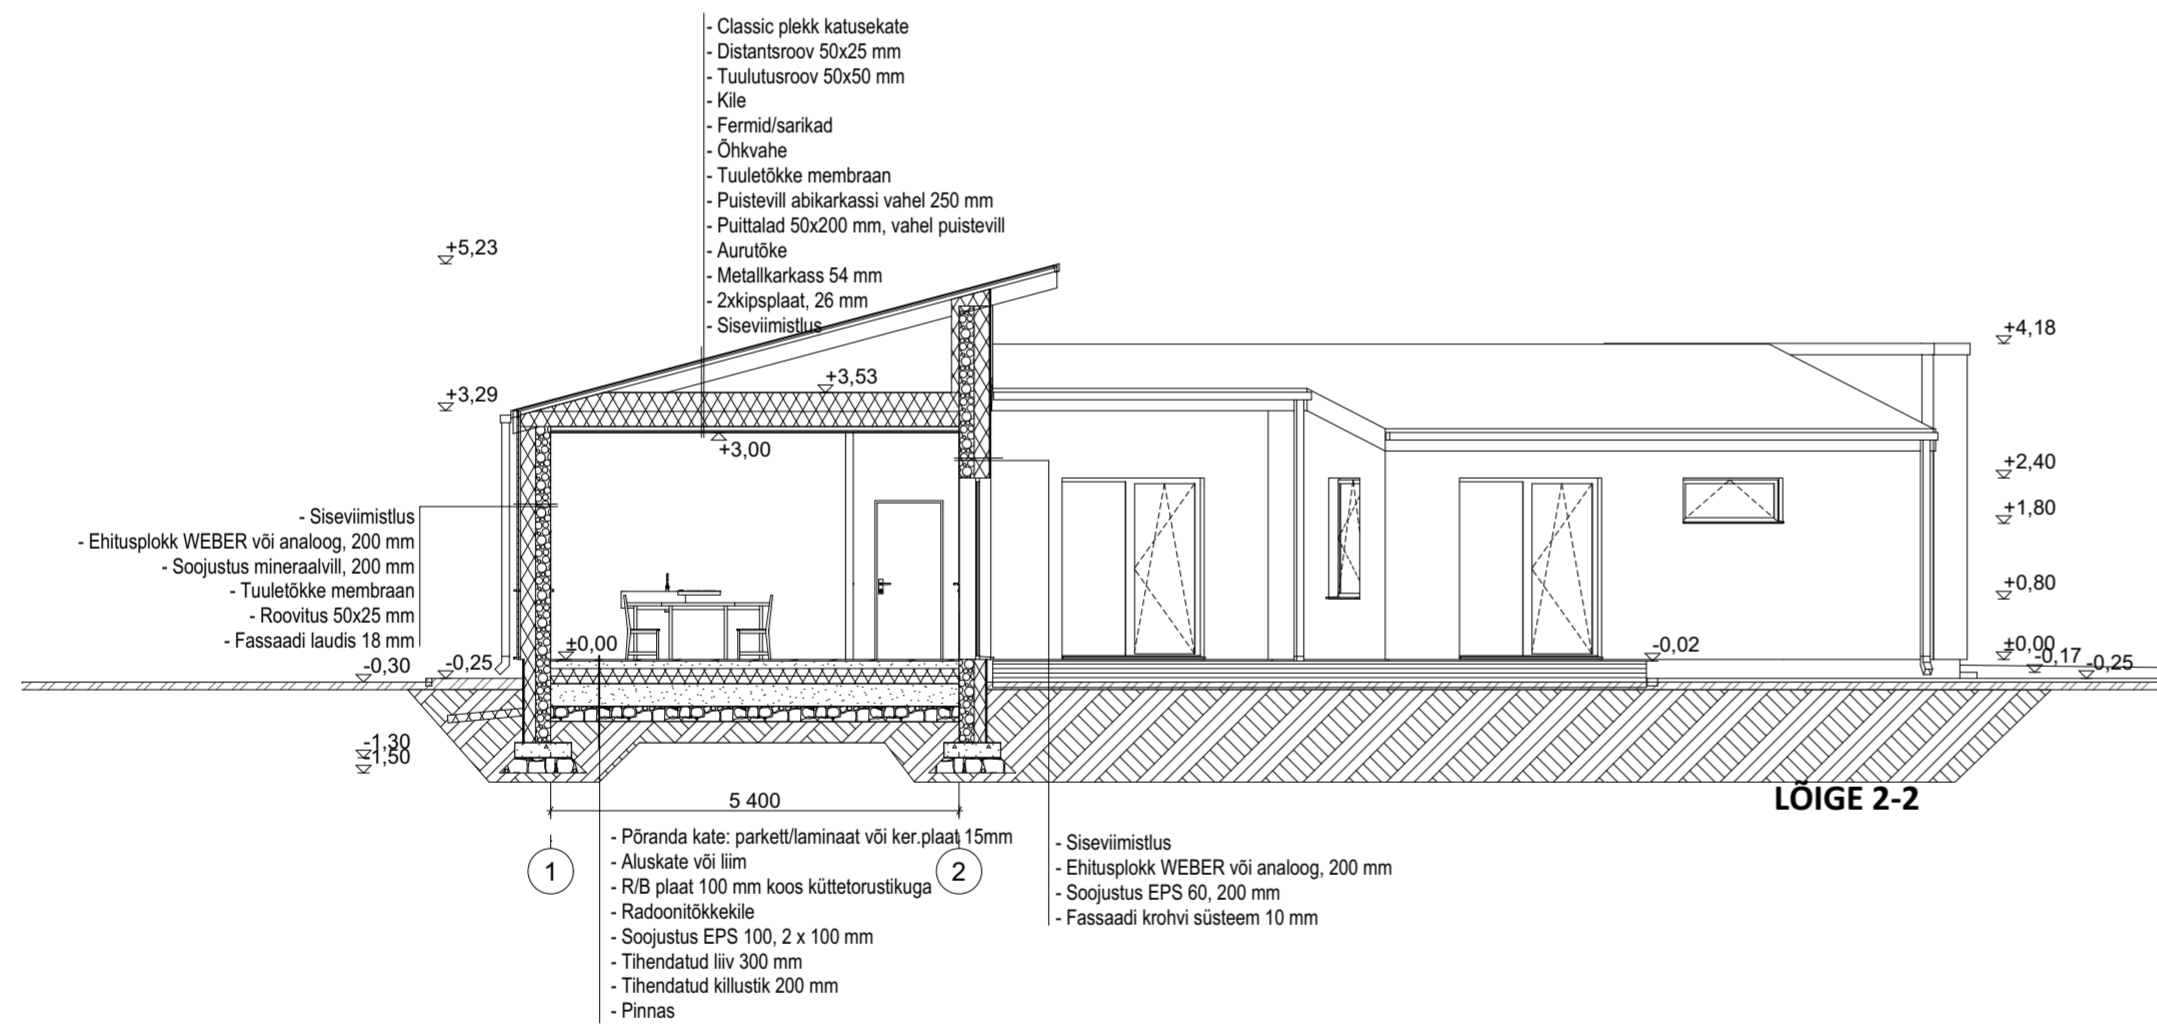 - Classic plekk katusekate
- Distantsroov 50x25 mm
- Tuulutusroov 50x50 mm
- Kile
- Fermid/sarikad
- Õhkvahe
- Tuuletõkke membraan
- Puistevill abikarkassi vahel 250 mm
- Puittalad 50x200 mm, vahel puistevill
- Aurutõke
- Metallkarkass 54 mm
- 2xkipsplaat, 26 mm
- Siseviimistlus
+5,23
+4,18
+3,53
+3,29
+3,00
+2,40
+1,80
+0,80
±0,00
- Siseviimistlus
- Ehitusplokk WEBER või analoog, 200 mm
- Soojustus mineraalvill, 200 mm
- Tuuletõkke membraan
- Roovitus 50x25 mm
- Fassaadi laudis 18 mm
±0,00
-0,02
-0,30
-0,25
-0,17
-0,25
-1,30
-1,50
LÕIGE 2-2
5 400
1
2
- Põranda kate: parkett/laminaat või ker.plaat 15mm
- Aluskate või liim
- R/B plaat 100 mm koos küttetorustikuga
- Radoonitõkkekile
- Soojustus EPS 100, 2 x 100 mm
- Tihendatud liiv 300 mm
- Tihendatud killustik 200 mm
- Pinnas
- Siseviimistlus
- Ehitusplokk WEBER või analoog, 200 mm
- Soojustus EPS 60, 200 mm
- Fassaadi krohvi süsteem 10 mm